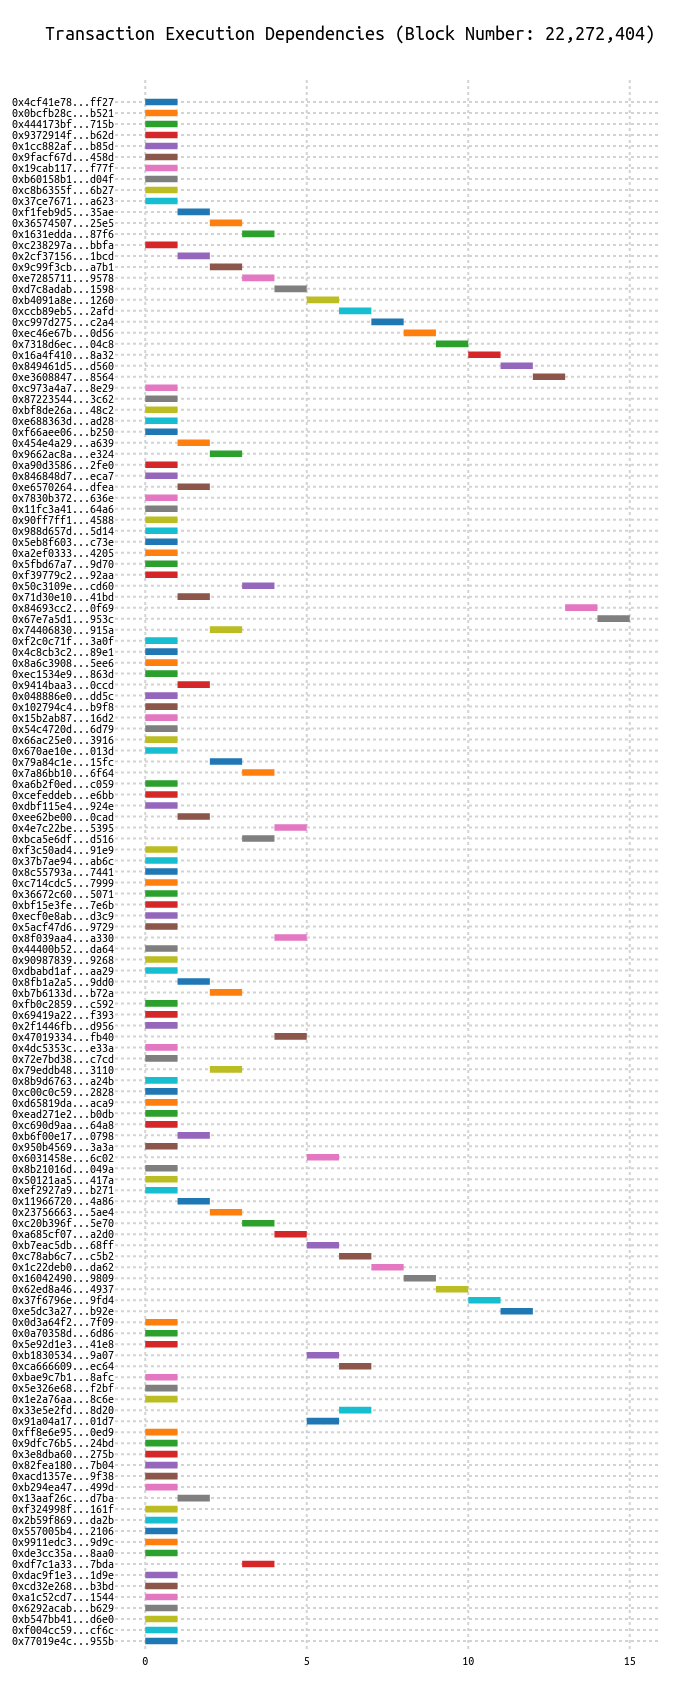 Transaction Execution Dependencies (Block Number: 22,272,404)
0x4cf41e78...ff27
0x0bcfb28c...b521
0x444173bf...715b
0x9372914f...b62d
0x1cc882af...b85d
0x9facf67d...458d
0x19cab117...f77f
0xb60158b1...d04f
0xc8b6355f...6b27
0x37ce7671...a623
0xf1feb9d5...35ae
0x36574507...25e5
0x1631edda...87f6
0xc238297a...bbfa
0x2cf37156...1bcd
0x9c99f3cb...a7b1
0xe7285711...9578
0xd7c8adab...1598
0xb4091a8e...1260
0xccb89eb5...2afd
0xc997d275...c2a4
0xec46e67b...0d56
0x7318d6ec...04c8
0x16a4f410...8a32
0x849461d5...d560
0xe3608847...8564
0xc973a4a7...8e29
0x87223544...3c62
0xbf8de26a...48c2
0xe688363d...ad28
0xf66aee06...b250
0x454e4a29...a639
0x9662ac8a...e324
0xa90d3586...2fe0
0x846848d7...eca7
0xe6570264...dfea
0x7830b372...636e
0x11fc3a41...64a6
0x90ff7ff1...4588
0x988d657d...5d14
0x5eb8f603...c73e
0xa2ef0333...4205
0x5fbd67a7...9d70
0xf39779c2...92aa
0x50c3109e...cd60
0x71d30e10...41bd
0x84693cc2...0f69
0x67e7a5d1...953c
0x74406830...915a
0xf2c0c71f...3a0f
0x4c8cb3c2...89e1
0x8a6c3908...5ee6
0xec1534e9...863d
0x9414baa3...0ccd
0x048886e0...dd5c
0x102794c4...b9f8
0x15b2ab87...16d2
0x54c4720d...6d79
0x66ac25e0...3916
0x670ae10e...013d
0x79a84c1e...15fc
0x7a86bb10...6f64
0xa6b2f0ed...c059
0xcefeddeb...e6bb
0xdbf115e4...924e
0xee62be00...0cad
0x4e7c22be...5395
0xbca5e6df...d516
0xf3c50ad4...91e9
0x37b7ae94...ab6c
0x8c55793a...7441
0xc714cdc5...7999
0x36672c60...5071
0xbf15e3fe...7e6b
0xecf0e8ab...d3c9
0x5acf47d6...9729
0x8f039aa4...a330
0x44400b52...da64
0x90987839...9268
0xdbabd1af...aa29
0x8fb1a2a5...9dd0
0xb7b6133d...b72a
0xfb0c2859...c592
0x69419a22...f393
0x2f1446fb...d956
0x47019334...fb40
0x4dc5353c...e33a
0x72e7bd38...c7cd
0x79eddb48...3110
0x8b9d6763...a24b
0xc00c0c59...2828
0xd65819da...aca9
0xead271e2...b0db
0xc690d9aa...64a8
0xb6f00e17...0798
0x950b4569...3a3a
0x6031458e...6c02
0x8b21016d...049a
0x50121aa5...417a
0xef2927a9...b271
0x11966720...4a86
0x23756663...5ae4
0xc20b396f...5e70
0xa685cf07...a2d0
0xb7eac5db...68ff
0xc78ab6c7...c5b2
0x1c22deb0...da62
0x16042490...9809
0x62ed8a46...4937
0x37f6796e...9fd4
0xe5dc3a27...b92e
0x0d3a64f2...7f09
0x0a70358d...6d86
0x5e92d1e3...41e8
0xb1830534...9a07
0xca666609...ec64
0xbae9c7b1...8afc
0x5e326e68...f2bf
0x1e2a76aa...8c6e
0x33e5e2fd...8d20
0x91a04a17...01d7
0xff8e6e95...0ed9
0x9dfc76b5...24bd
0x3e8dba60...275b
0x82fea180...7b04
0xacd1357e...9f38
0xb294ea47...499d
0x13aaf26c...d7ba
0xf324998f...161f
0x2b59f869...da2b
0x557005b4...2106
0x9911edc3...9d9c
0xde3cc35a...8aa0
0xdf7c1a33...7bda
0xdac9f1e3...1d9e
0xcd32e268...b3bd
0xa1c52cd7...1544
0x6292acab...b629
0xb547bb41...d6e0
0xf004cc59...cf6c
0x77019e4c...955b
0 5 10 15